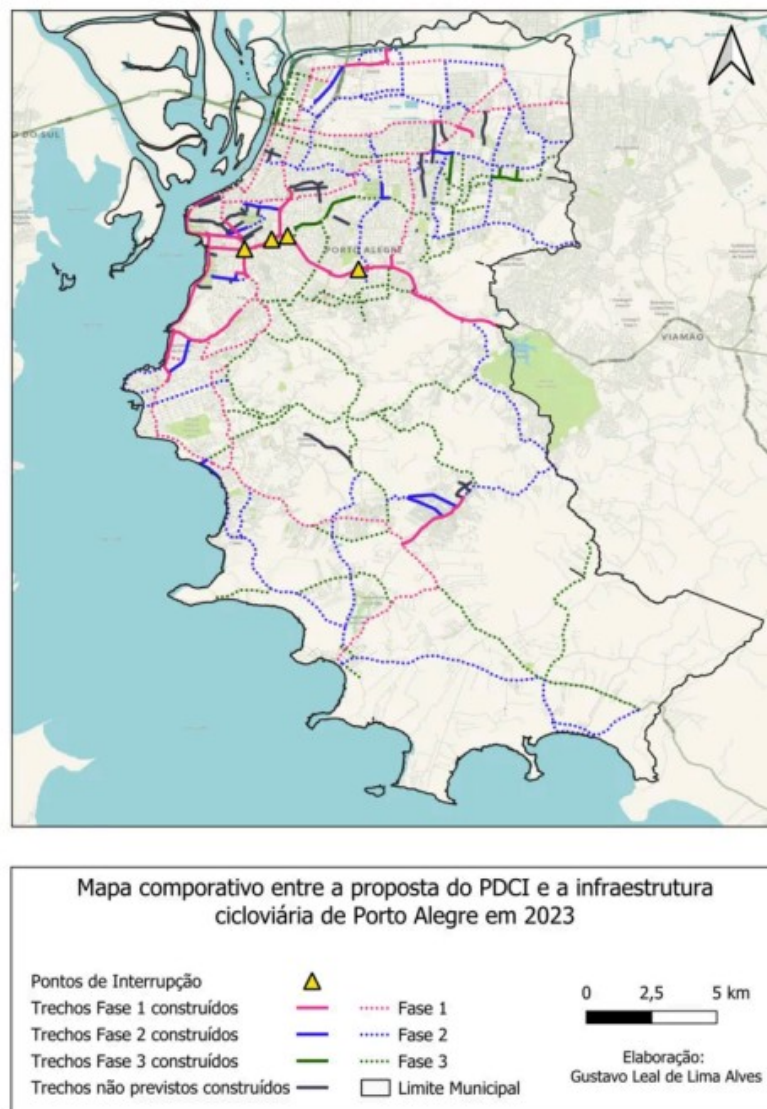 O DO SUL
PORTO ALEGRE
VIAMÃO
Mapa comporativo entre a proposta do PDCI e a infraestrutura
cicloviária de Porto Alegre em 2023
Pontos de Interrupção
Trechos Fase 1 construídos
Fase 1
Trechos Fase 2 construídos
Fase 2
Trechos Fase 3 construídos
Fase 3
Trechos não previstos construídos
Limite Municipal
0 2,5 5 km
Elaboração:
Gustavo Leal de Lima Alves